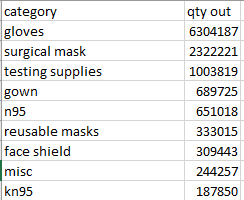 category qty out
gloves 6304187
surgical mask 2322221
testing supplies 1003819
gown 689725
n95 651018
reusable masks 333015
face shield 309443
misc 244257
kn95 187850